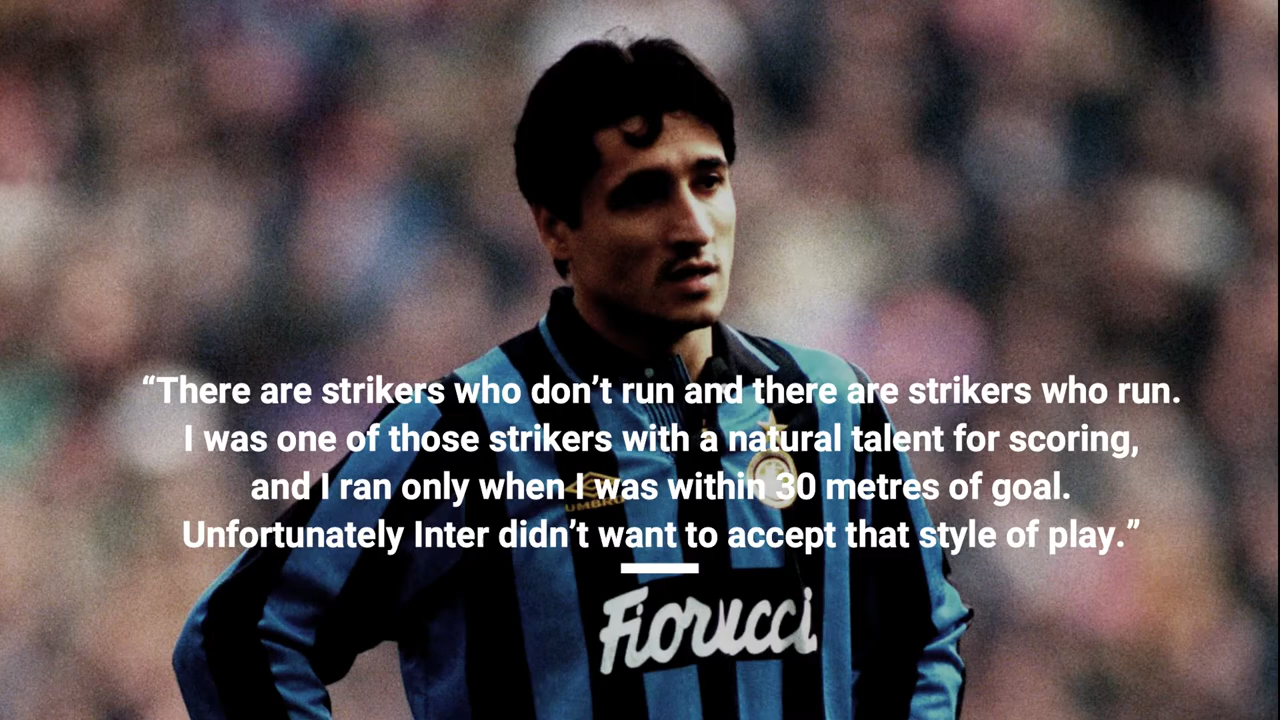 “There are strikers who don’t run and there are strikers who run.
I was one of those strikers with a natural talent for scoring,
and I ran only when I was within 30 metres of goal.
Unfortunately Inter didn’t want to accept that style of play.”
UMBRO
Fiorucci